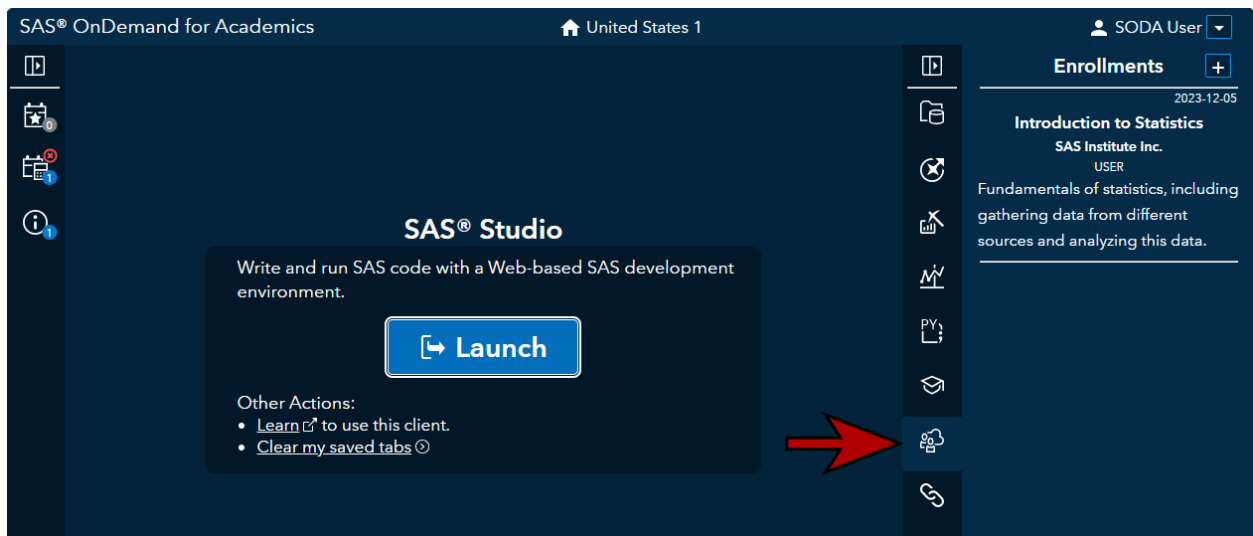 SAS® OnDemand for Academics
United States 1
SODA User
0
1
1
SAS® Studio
Write and run SAS code with a Web-based SAS development
environment.
Launch
Other Actions:
• Learn to use this client.
• Clear my saved tabs
PY
Enrollments +
2023-12-05
Introduction to Statistics
SAS Institute Inc.
USER
Fundamentals of statistics, including
gathering data from different
sources and analyzing this data.